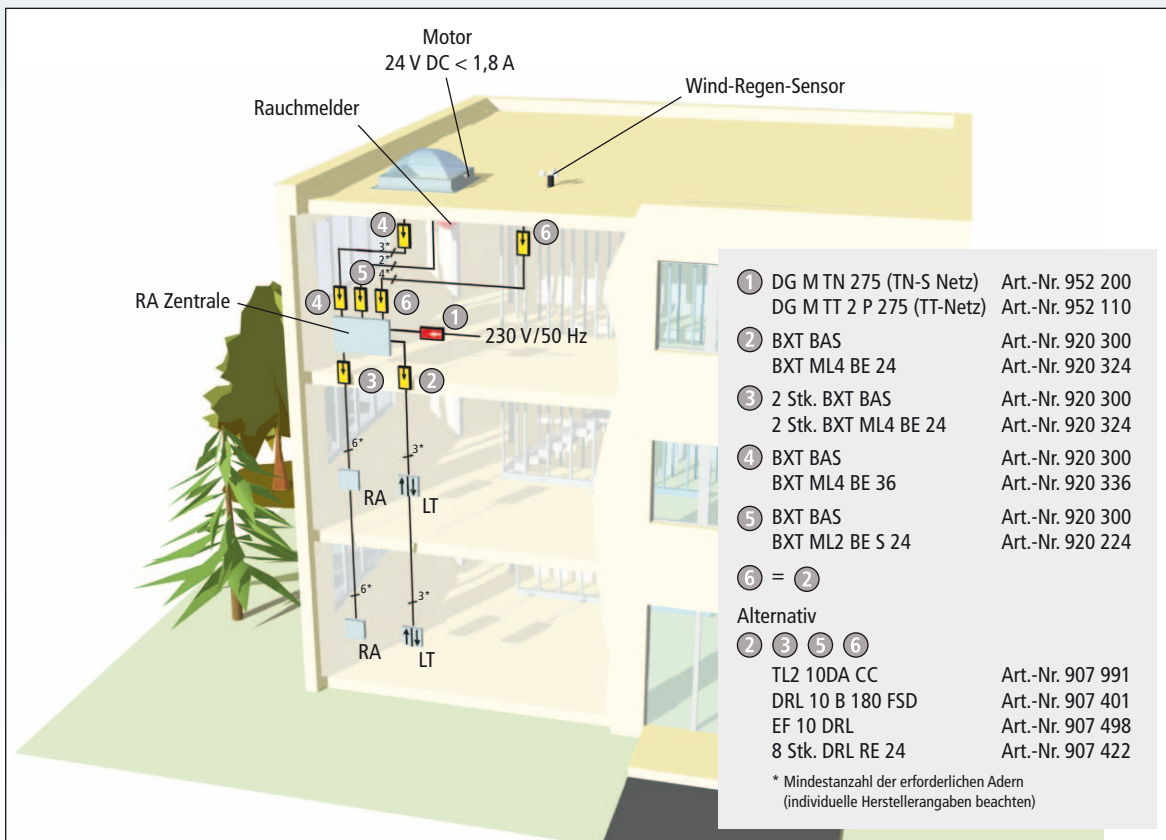 Motor
24 V DC < 1,8 A
Wind-Regen-Sensor
Rauchmelder
4
6
3*
2*
5
4*
RA Zentrale
4
6
1
230 V/50 Hz
3
2
6*
3*
RA
LT
6*
3*
RA
LT
1 DG M TN 275 (TN-S Netz) Art.-Nr. 952 200
DG M TT 2 P 275 (TT-Netz) Art.-Nr. 952 110
2 BXT BAS Art.-Nr. 920 300
BXT ML4 BE 24 Art.-Nr. 920 324
3 2 Stk. BXT BAS Art.-Nr. 920 300
2 Stk. BXT ML4 BE 24 Art.-Nr. 920 324
4 BXT BAS Art.-Nr. 920 300
BXT ML4 BE 36 Art.-Nr. 920 336
5 BXT BAS Art.-Nr. 920 300
BXT ML2 BE S 24 Art.-Nr. 920 224
6 = 2
Alternativ
2 3 5 6
TL2 10DA CC Art.-Nr. 907 991
DRL 10 B 180 FSD Art.-Nr. 907 401
EF 10 DRL Art.-Nr. 907 498
8 Stk. DRL RE 24 Art.-Nr. 907 422
* Mindestanzahl der erforderlichen Adern
(individuelle Herstellerangaben beachten)